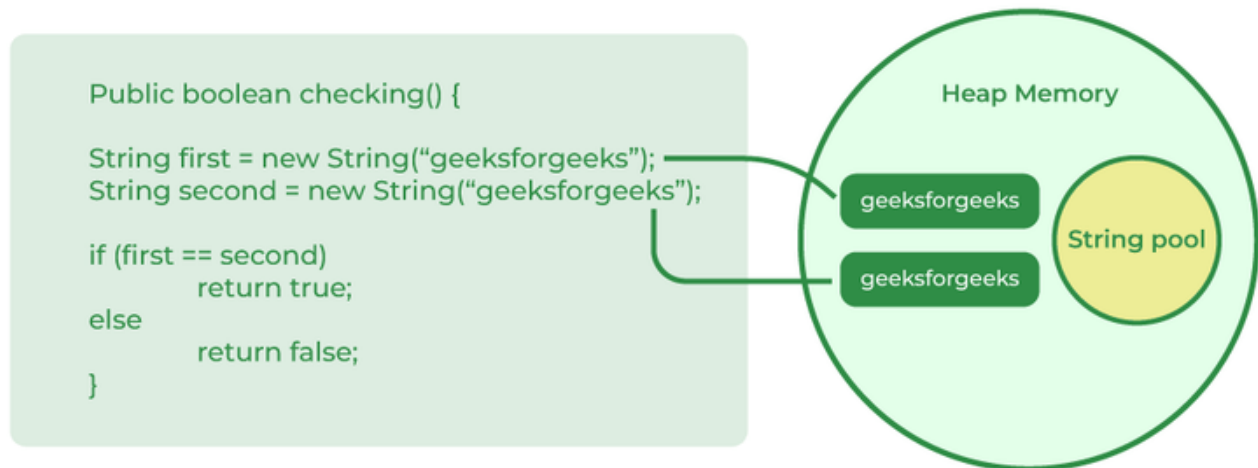 Public boolean checking() {
String first = new String(“geeksforgeeks”);
String second = new String(“geeksforgeeks”);
if (first == second)
return true;
else
return false;
}
Heap Memory
geeksforgeeks
geeksforgeeks
String pool